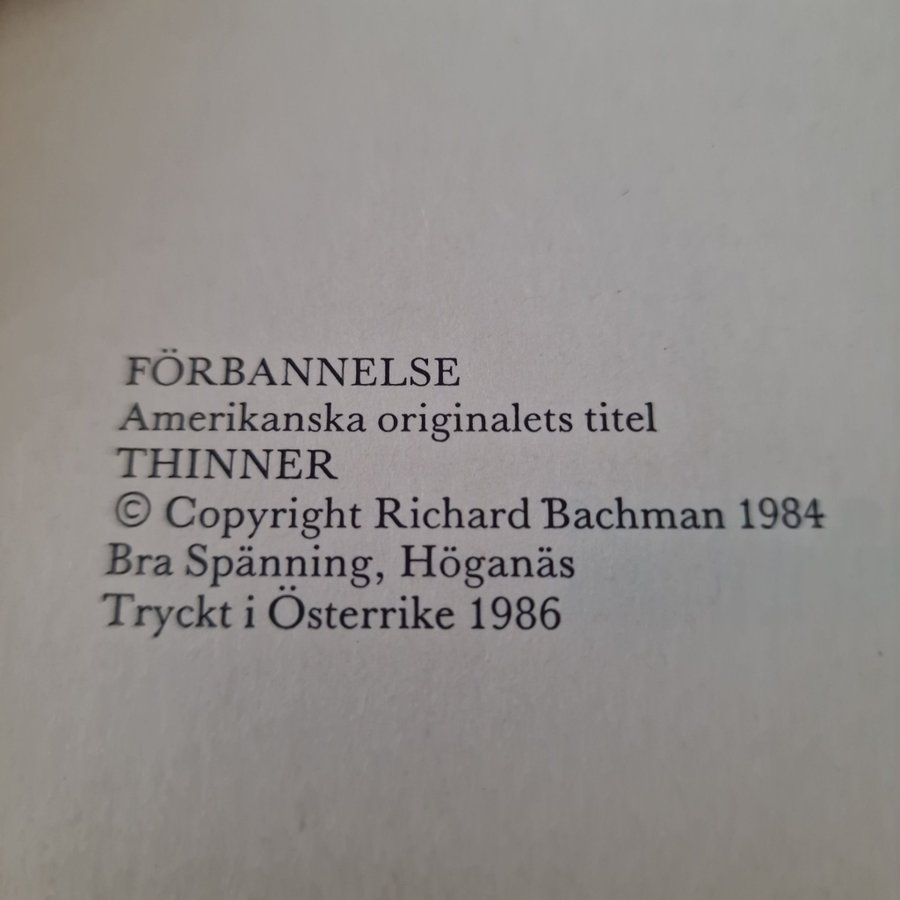 FÖRBANNELSE
Amerikanska originalets titel
THINNER
© Copyright Richard Bachman 1984
Bra Spänning, Höganäs
Tryckt i Österrike 1986